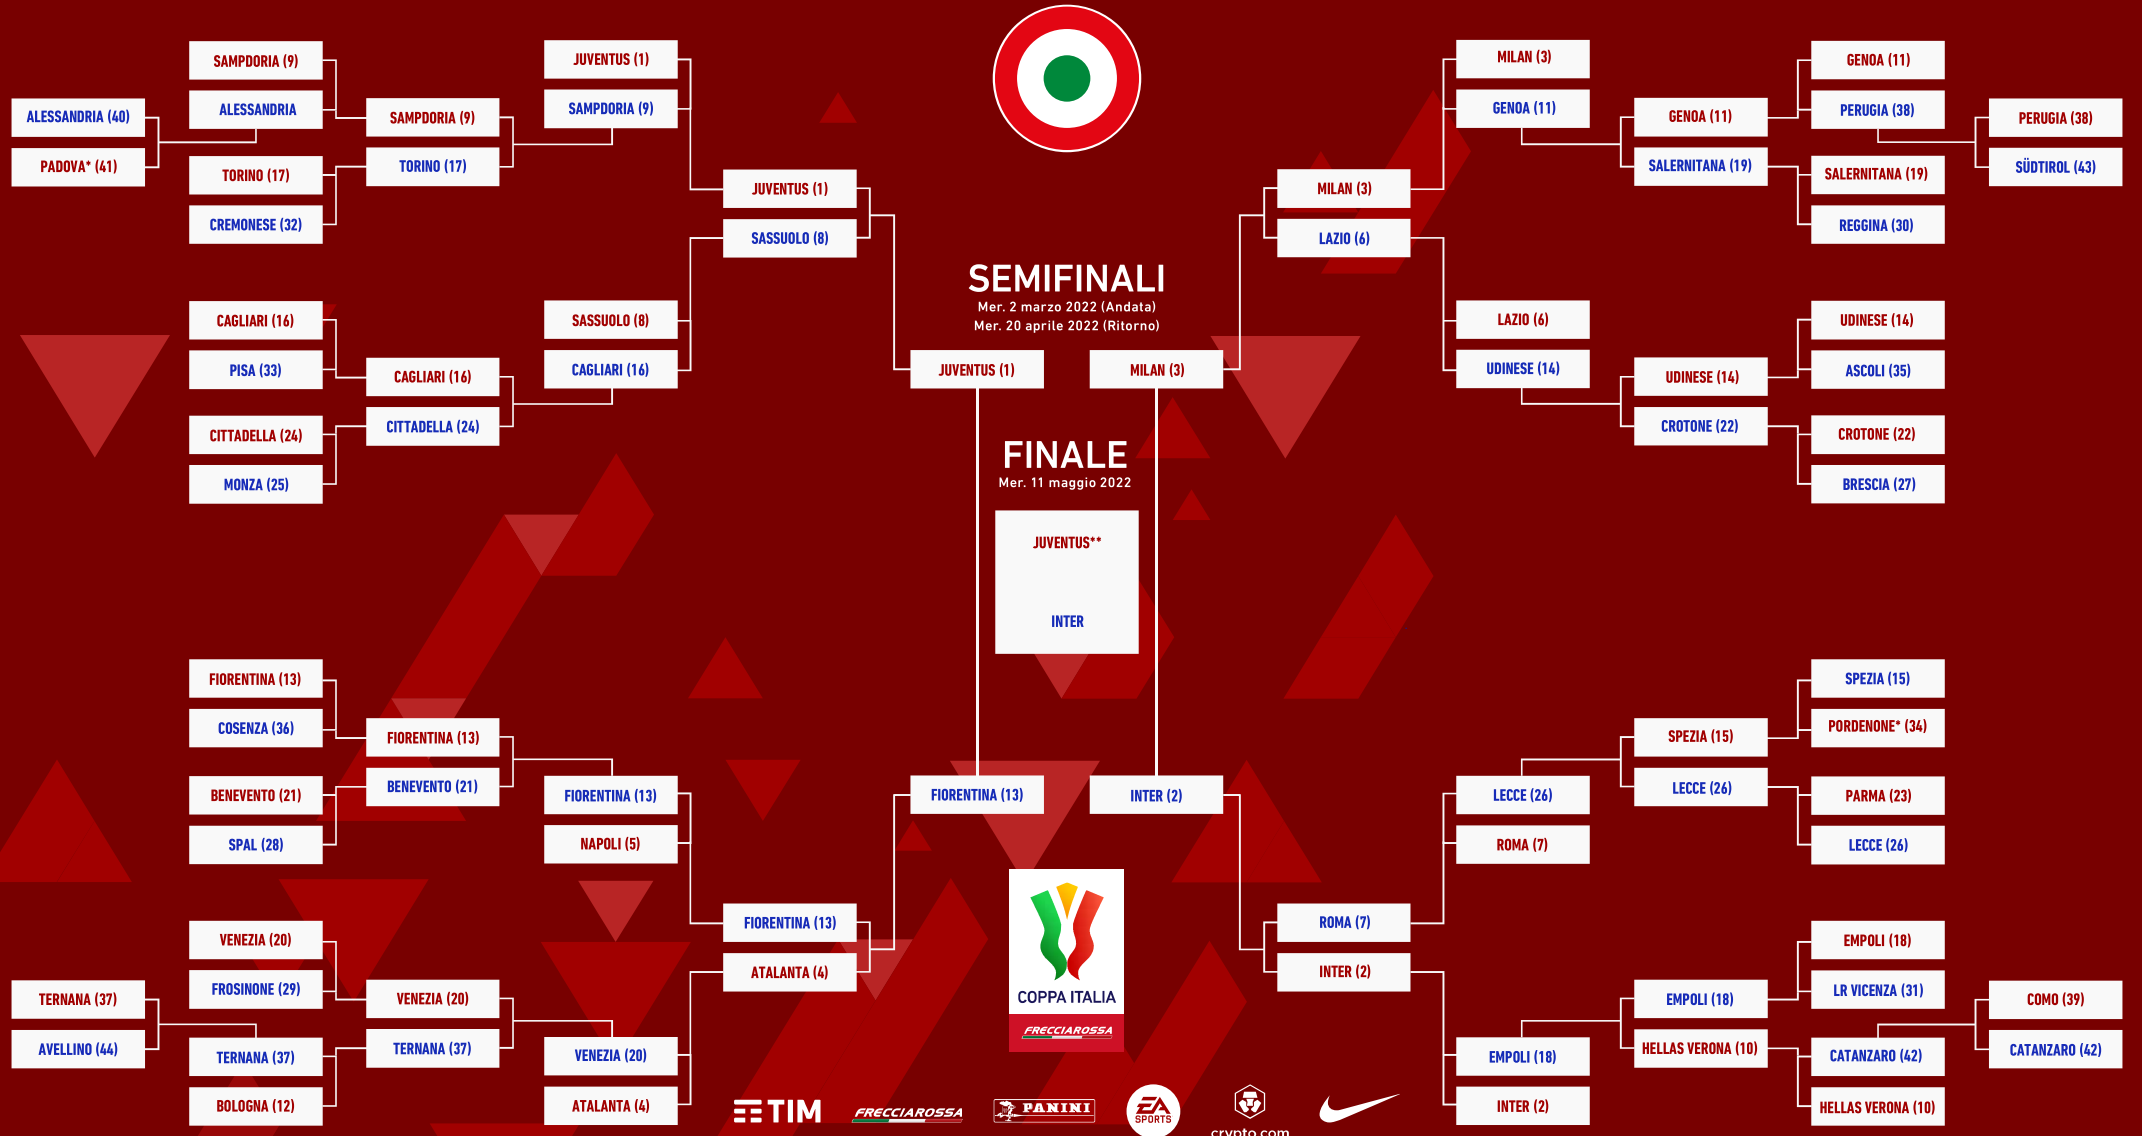 SAMPDORIA (9)
ALESSANDRIA
ALESSANDRIA (40)
PADOVA* (41)
TORINO (17)
CREMONESE (32)
SAMPDORIA (9)
TORINO (17)
JUVENTUS (1)
SAMPDORIA (9)
CAGLIARI (16)
PISA (33)
CITTADELLA (24)
MONZA (25)
CAGLIARI (16)
CITTADELLA (24)
SASSUOLO (8)
CAGLIARI (16)
JUVENTUS (1)
SASSUOLO (8)
SEMIFINALI
Mer. 2 marzo 2022 (Andata)
Mer. 20 aprile 2022 (Ritorno)
JUVENTUS (1)
MILAN (3)
FINALE
Mer. 11 maggio 2022
JUVENTUS**
INTER
MILAN (3)
LAZIO (6)
MILAN (3)
GENOA (11)
GENOA (11)
SALERNITANA (19)
GENOA (11)
PERUGIA (38)
PERUGIA (38)
SÜDTIROL (43)
SALERNITANA (19)
REGGINA (30)
LAZIO (6)
UDINESE (14)
UDINESE (14)
CROTONE (22)
UDINESE (14)
ASCOLI (35)
CROTONE (22)
BRESCIA (27)
FIORENTINA (13)
COSENZA (36)
BENEVENTO (21)
SPAL (28)
FIORENTINA (13)
BENEVENTO (21)
FIORENTINA (13)
NAPOLI (5)
VENEZIA (20)
FROSINONE (29)
TERNANA (37)
AVELLINO (44)
TERNANA (37)
BOLOGNA (12)
VENEZIA (20)
TERNANA (37)
VENEZIA (20)
ATALANTA (4)
FIORENTINA (13)
ATALANTA (4)
FIORENTINA (13)
INTER (2)
ROMA (7)
INTER (2)
LECCE (26)
ROMA (7)
SPEZIA (15)
LECCE (26)
SPEZIA (15)
PORDENONE* (34)
PARMA (23)
LECCE (26)
EMPOLI (18)
INTER (2)
EMPOLI (18)
HELLAS VERONA (10)
EMPOLI (18)
LR VICENZA (31)
CATANZARO (42)
HELLAS VERONA (10)
COMO (39)
CATANZARO (42)
COPPA ITALIA
FRECCIAROSSA
TIM
FRECCIAROSSA
PANINI
EA
SPORTS
crypto.com